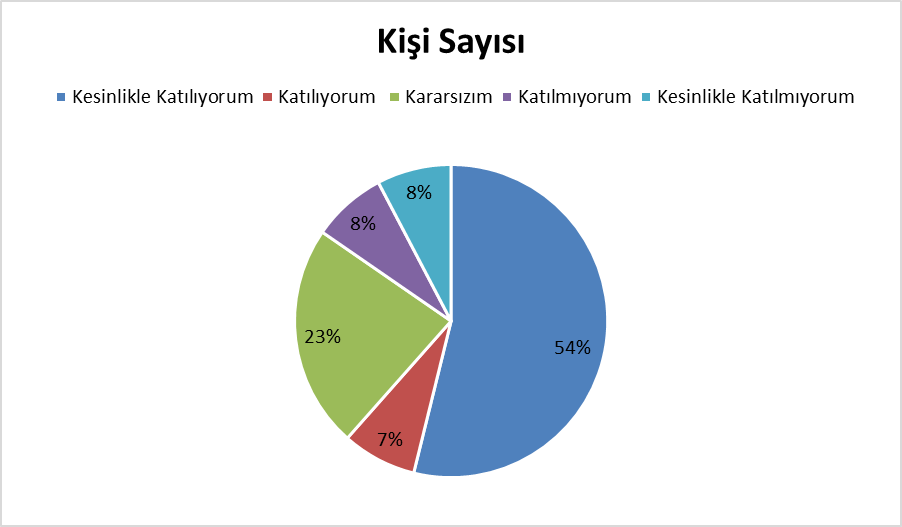 Kişi Sayısı
Kesinlikle Katılıyorum Katılıyorum Kararsızım Katılmıyorum Kesinlikle Katılmıyorum
8%
8%
23%
54%
7%